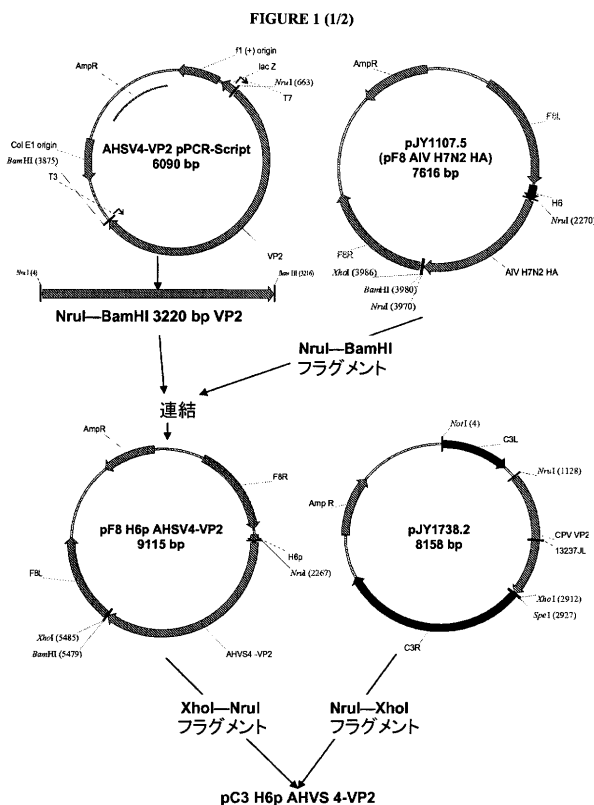 FIGURE 1 (1/2)
f1 (+) origin
lac Z
NruI (663)
T7
AmpR
Col E1 origin
BamHI (3875)
T3
AHSV4-VP2 pPCR-Script
6090 bp
VP2
AmpR
F8L
pJY1107.5
(pF8 AIV H7N2 HA)
7616 bp
H6
NruI (2270)
F8R
XhoI (3986)
BamHI (3980)
NruI (3970)
AIV H7N2 HA
Nru I (4)
Bam HI (3216)
NruI—BamHI 3220 bp VP2
NruI—BamHI
フラグメント
連結
AmpR
F8R
pF8 H6p AHSV4-VP2
9115 bp
H6p
NruI (2267)
F8L
XhoI (5485)
BamHI (5479)
AHVS4 -VP2
NotI (4)
C3L
NruI (1128)
Amp R
pJY1738.2
8158 bp
CPV VP2
13237JL
XhoI (2912)
SpeI (2927)
C3R
XhoI—NruI
フラグメント
NruI—XhoI
フラグメント
pC3 H6p AHVS 4-VP2